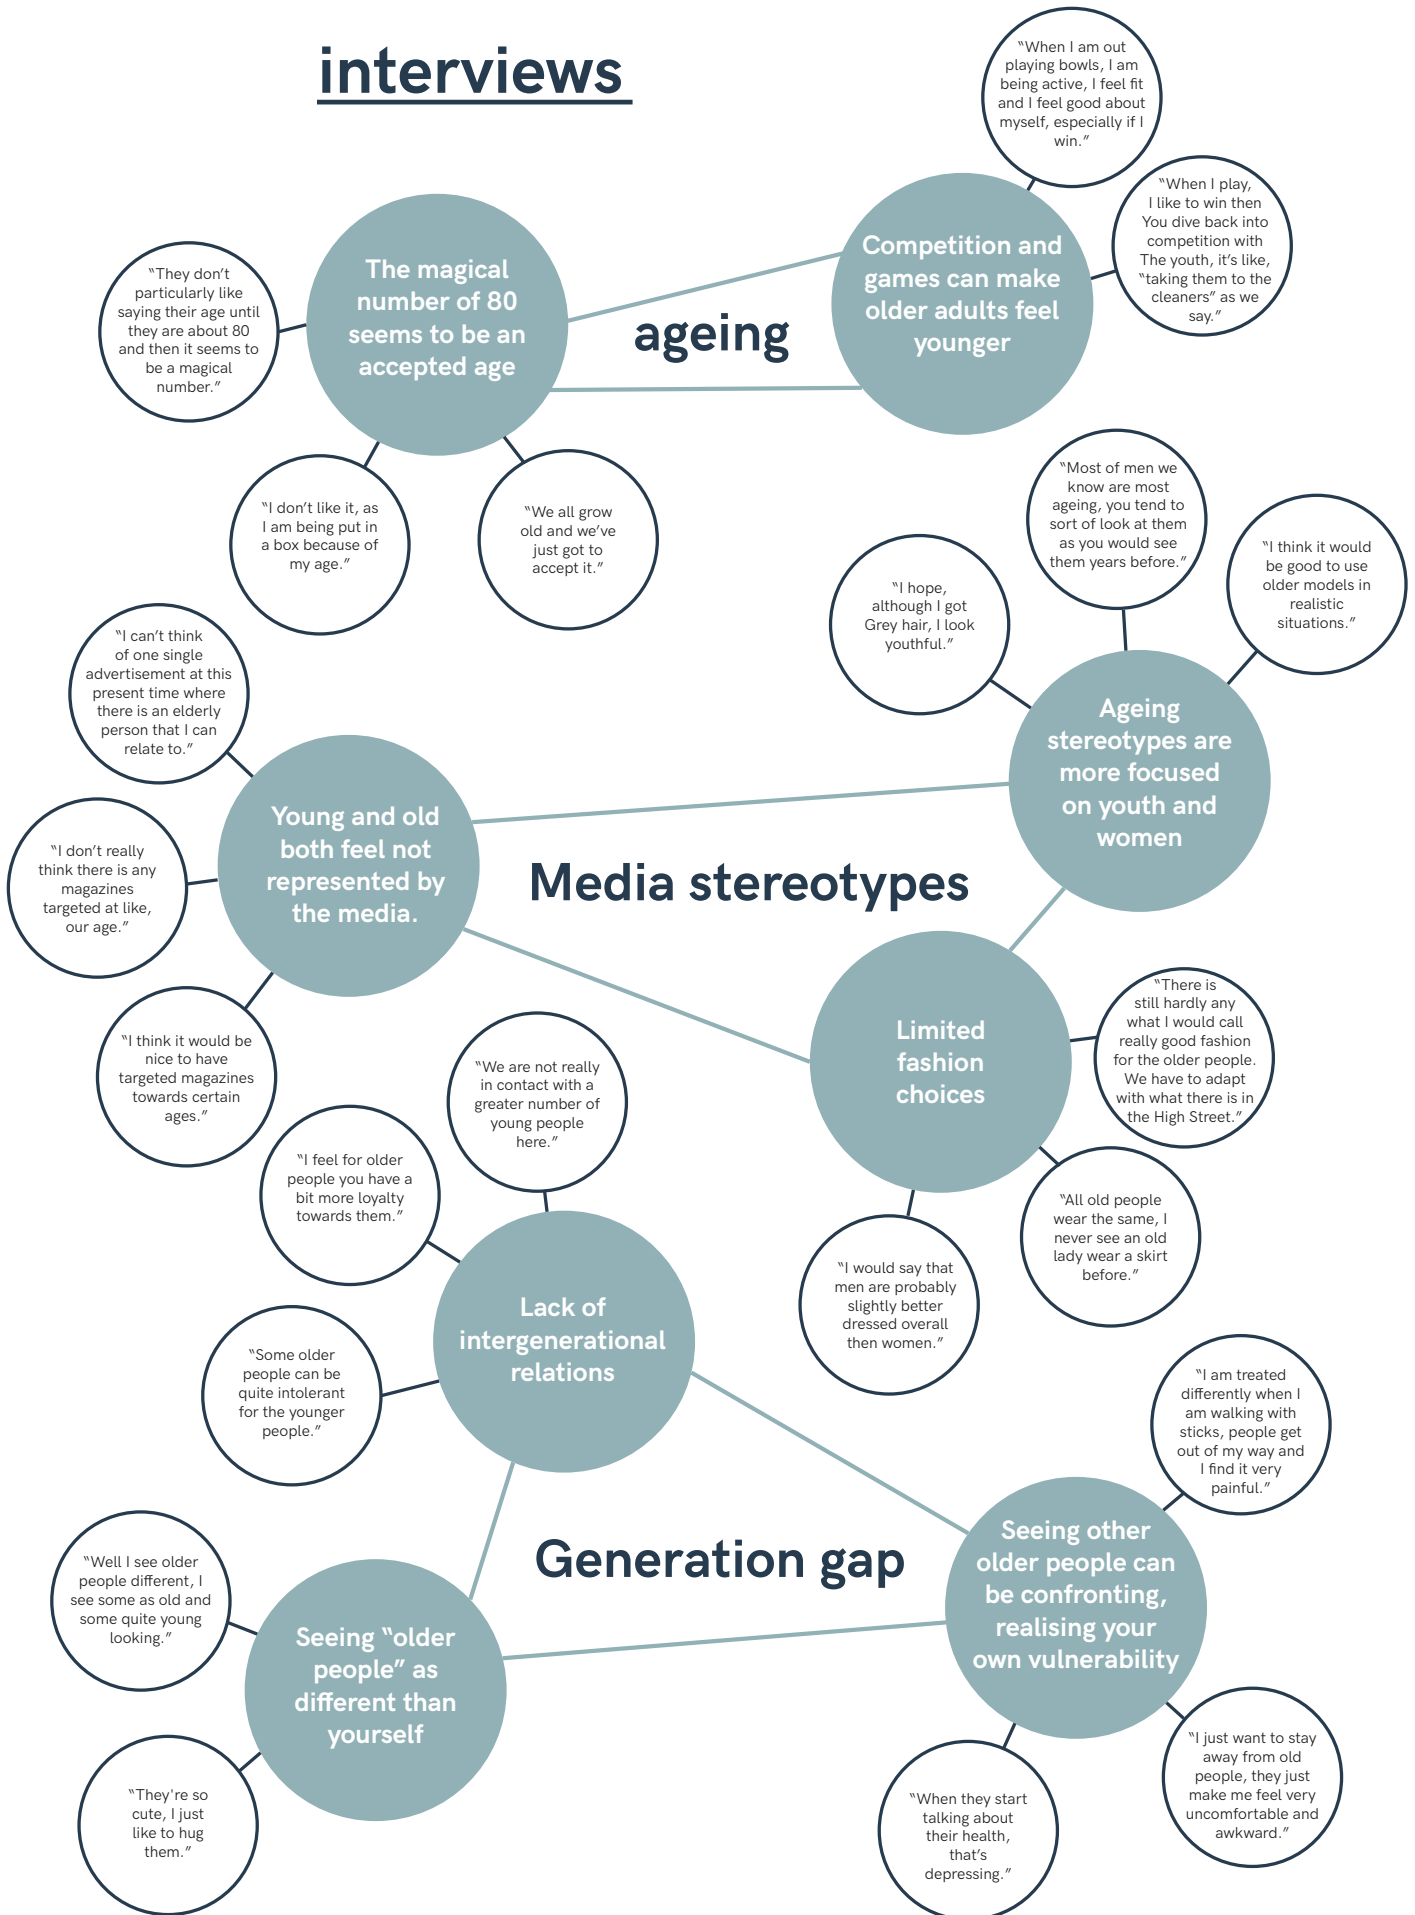 interviews
“When I am out
playing bowls, I am
being active, I feel fit
and I feel good about
myself, especially if I
win.”
“When I play,
I like to win then
You dive back into
competition with
The youth, it’s like,
“taking them to the
cleaners” as we
say.”
Competition and
games can make
older adults feel
younger
The magical
number of 80
seems to be an
accepted age
ageing
“They don’t
particularly like
saying their age until
they are about 80
and then it seems to
be a magical
number.”
“I don’t like it, as
I am being put in
a box because of
my age.”
“We all grow
old and we’ve
just got to
accept it.”
“Most of men we
know are most
ageing, you tend to
sort of look at them
as you would see
them years before.”
“I think it would
be good to use
older models in
realistic
situations.”
“I hope,
although I got
Grey hair, I look
youthful.”
Ageing
stereotypes are
more focused
on youth and
women
“I can’t think
of one single
advertisement at this
present time where
there is an elderly
person that I can
relate to.”
Young and old
both feel not
represented by
the media.
Media stereotypes
“I don’t really
think there is any
magazines
targeted at like,
our age.”
“I think it would be
nice to have
targeted magazines
towards certain
ages.”
Limited
fashion
choices
“There is
still hardly any
what I would call
really good fashion
for the older people.
We have to adapt
with what there is in
the High Street.”
“All old people
wear the same, I
never see an old
lady wear a skirt
before.”
“I would say that
men are probably
slightly better
dressed overall
then women.”
“We are not really
in contact with a
greater number of
young people
here.”
“I feel for older
people you have a
bit more loyalty
towards them.”
Lack of
intergenerational
relations
“Some older
people can be
quite intolerant
for the younger
people.”
“I am treated
differently when I
am walking with
sticks, people get
out of my way and
I find it very
painful.”
Generation gap
Seeing other
older people can
be confronting,
realising your
own vulnerability
“Well I see older
people different, I
see some as old and
some quite young
looking.”
Seeing “older
people” as
different than
yourself
“They're so
cute, I just
like to hug
them.”
“When they start
talking about
their health,
that’s
depressing.”
“I just want to stay
away from old
people, they just
make me feel very
uncomfortable and
awkward.”